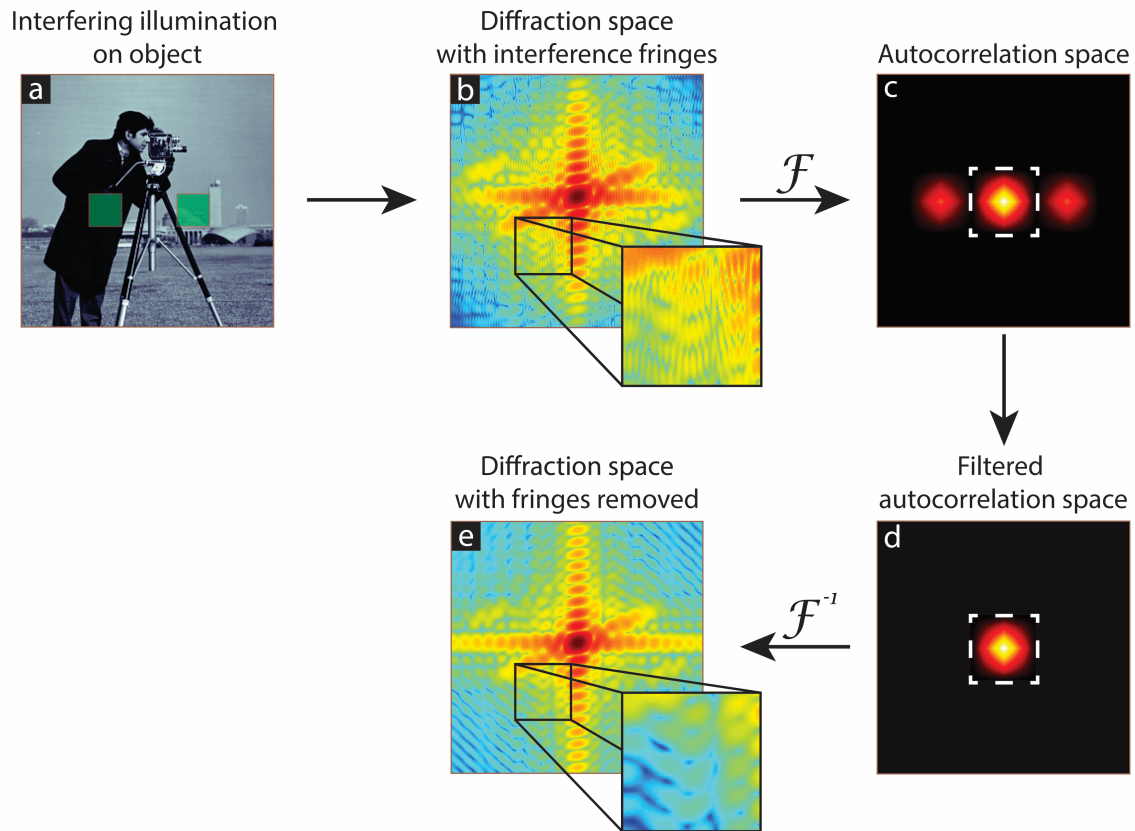 Interfering illumination
on object
a
Diffraction space
with interference fringes
b
ℱ
Autocorrelation space
c
Filtered
autocorrelation space
d
ℱ⁻¹
Diffraction space
with fringes removed
e